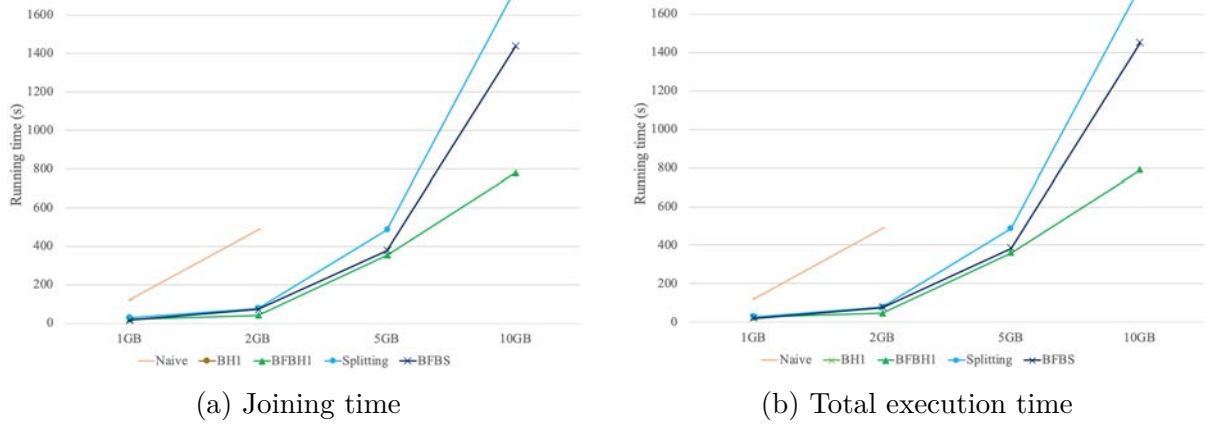 1600
1400
1200
1000
800
600
400
200
0
Running time (s)
1GB 2GB 5GB 10GB
Naive BH1 BFBH1 Splitting BFBS
(a) Joining time
1600
1400
1200
1000
800
600
400
200
0
Running time (s)
1GB 2GB 5GB 10GB
Naive BH1 BFBH1 Splitting BFBS
(b) Total execution time